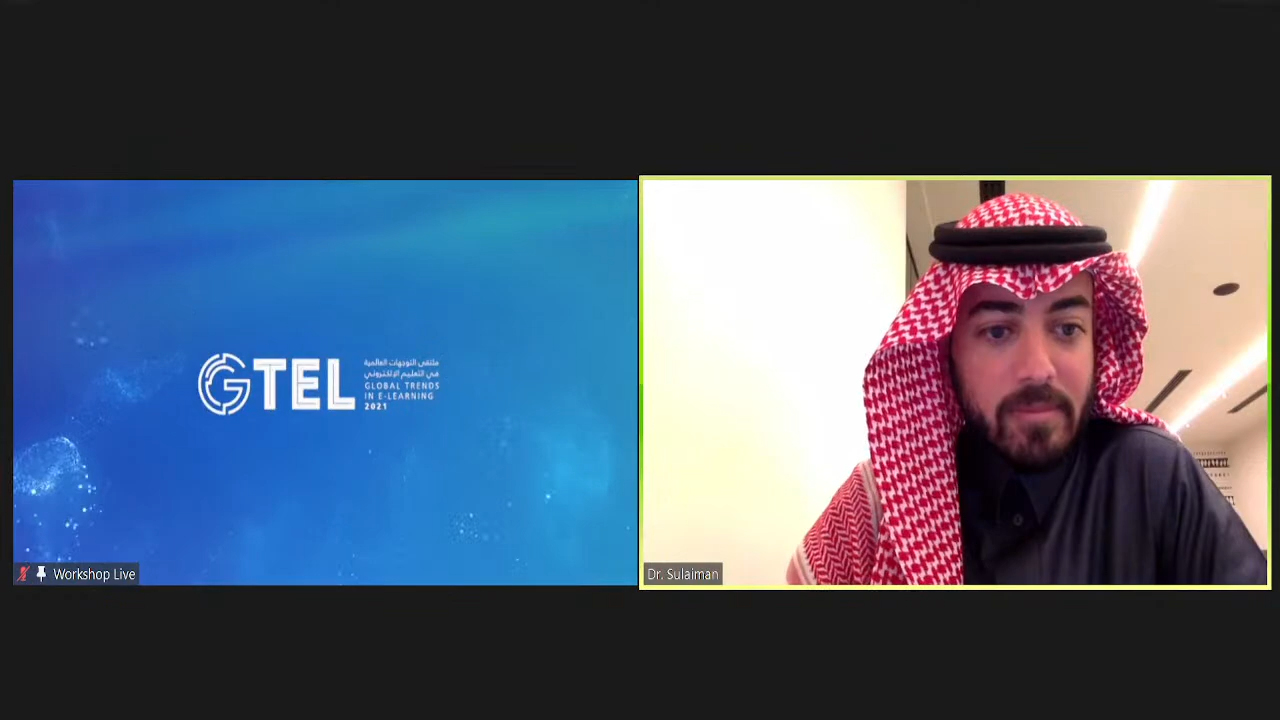 GTEL
ملتقى التوجهات العالمية
في التعليم الإلكتروني
GLOBAL TRENDS
IN E-LEARNING
2021
Workshop Live
Dr. Sulaiman